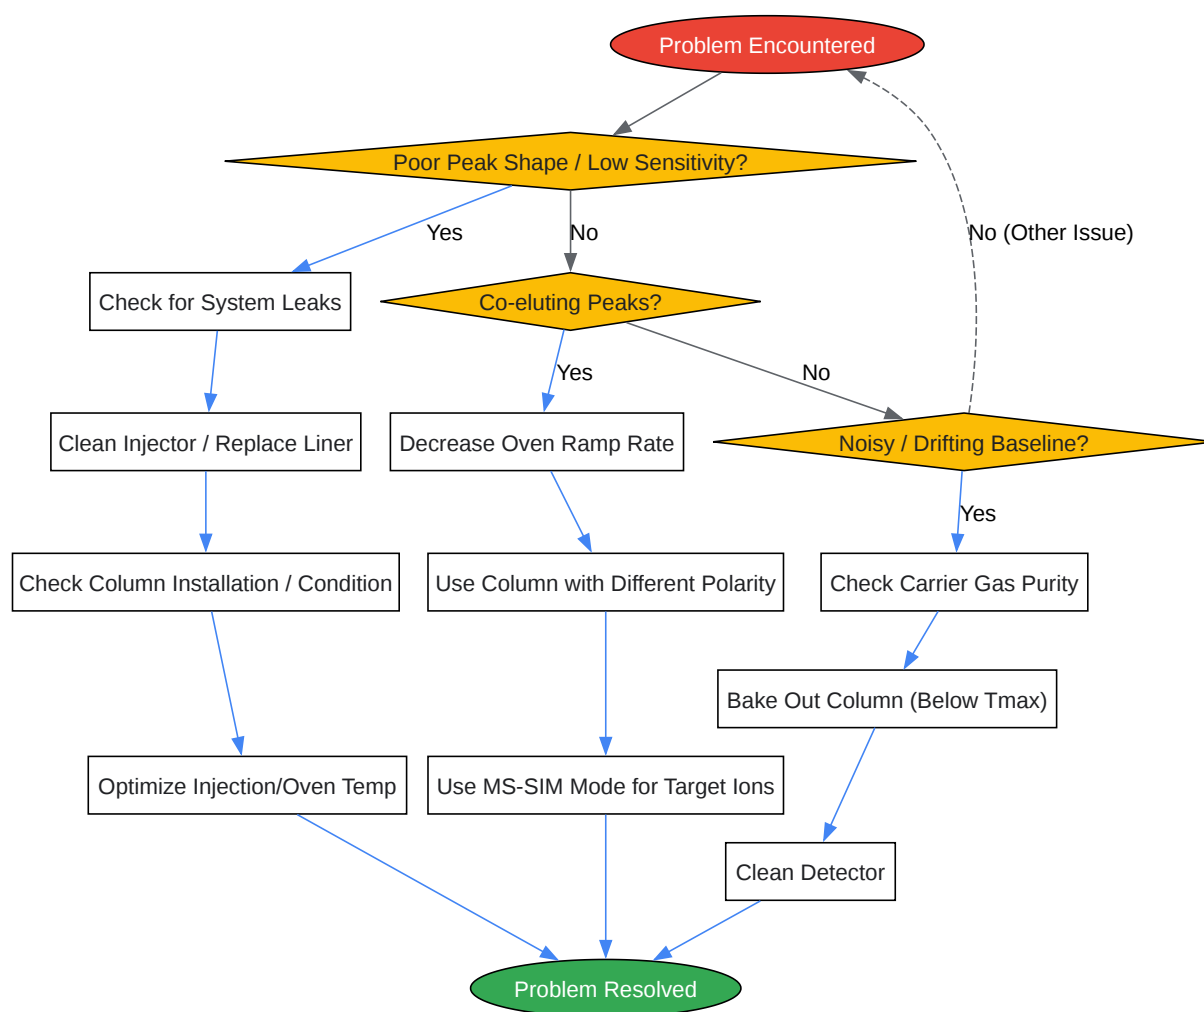 Problem Encountered
Poor Peak Shape / Low Sensitivity?
Yes
No
No (Other Issue)
Check for System Leaks
Co-eluting Peaks?
Yes
No
Clean Injector / Replace Liner
Decrease Oven Ramp Rate
Noisy / Drifting Baseline?
Yes
Check Column Installation / Condition
Use Column with Different Polarity
Check Carrier Gas Purity
Bake Out Column (Below Tmax)
Optimize Injection/Oven Temp
Use MS-SIM Mode for Target Ions
Clean Detector
Problem Resolved